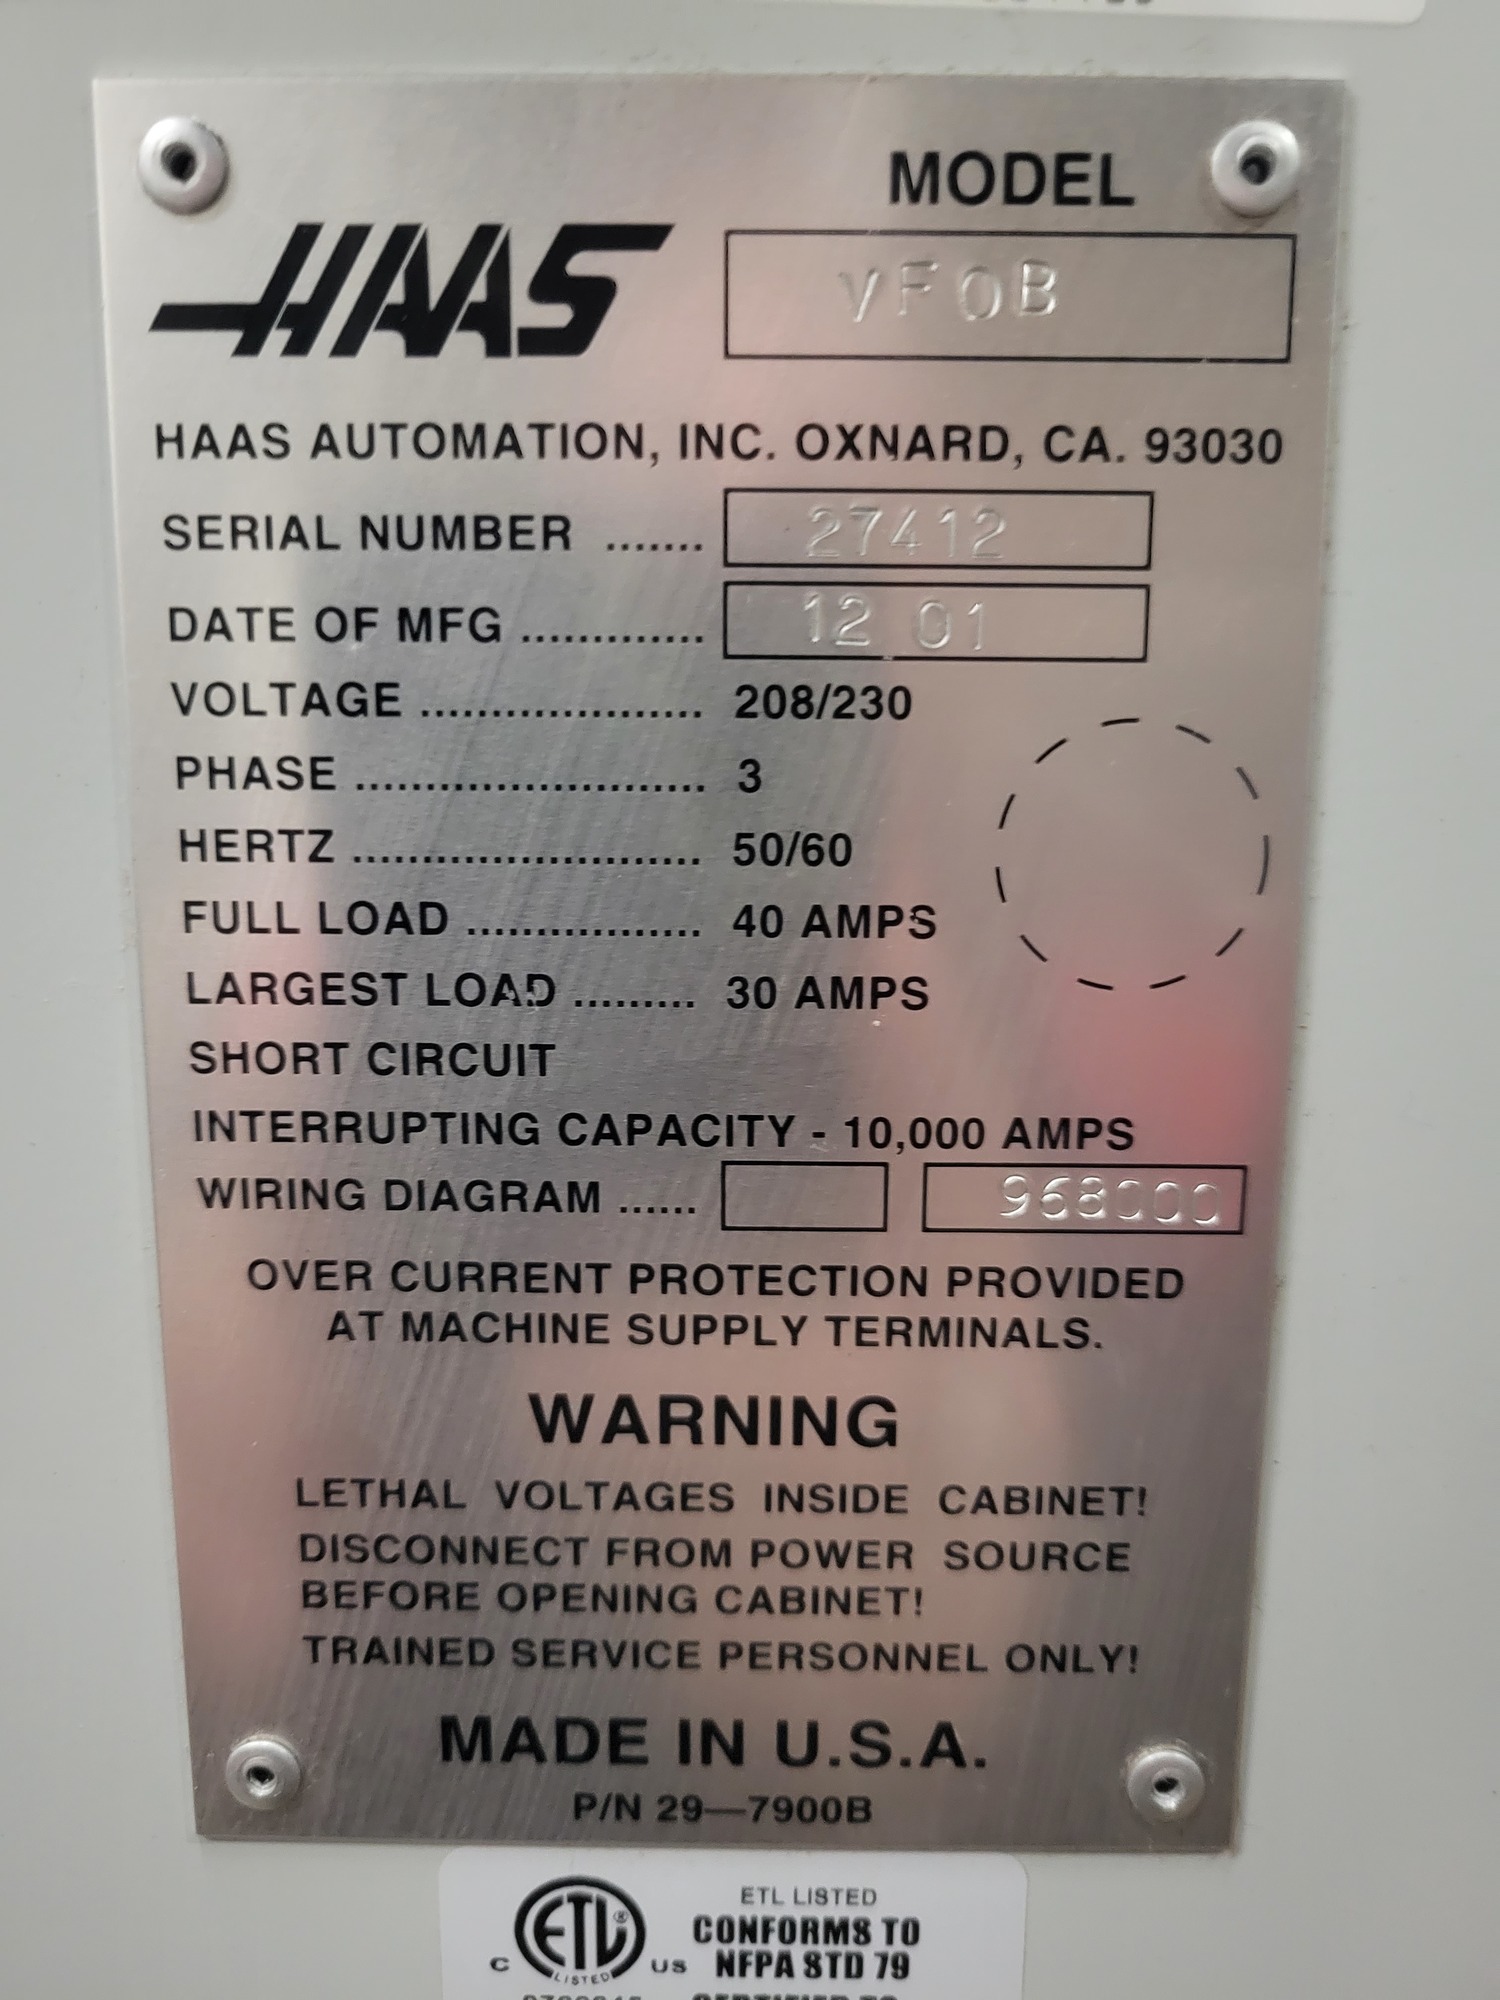 MODEL
HAAS
VF0B
HAAS AUTOMATION, INC. OXNARD, CA. 93030
SERIAL NUMBER ....... 27412
DATE OF MFG ............. 12 01
VOLTAGE .................... 208/230
PHASE ......................... 3
HERTZ ......................... 50/60
FULL LOAD ................. 40 AMPS
LARGEST LOAD ......... 30 AMPS
SHORT CIRCUIT
INTERRUPTING CAPACITY - 10,000 AMPS
WIRING DIAGRAM ...... 968000
OVER CURRENT PROTECTION PROVIDED
AT MACHINE SUPPLY TERMINALS.
WARNING
LETHAL VOLTAGES INSIDE CABINET!
DISCONNECT FROM POWER SOURCE
BEFORE OPENING CABINET!
TRAINED SERVICE PERSONNEL ONLY!
MADE IN U.S.A.
P/N 29—7900B
ETL LISTED
CONFORMS TO
NFPA STD 79
C ETL® US
LISTED